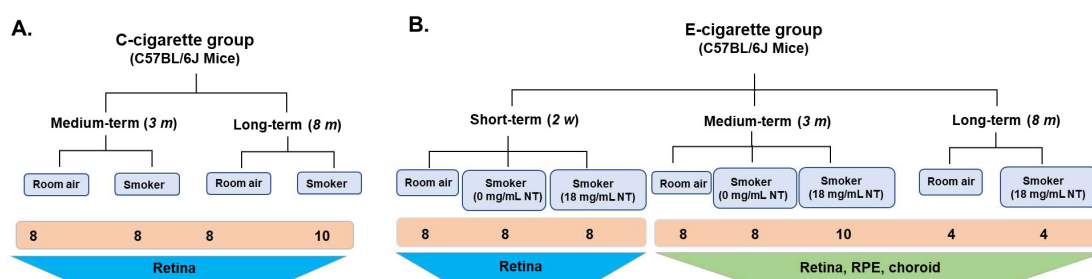 A.
C-cigarette group
(C57BL/6J Mice)
Medium-term (3 m)
Long-term (8 m)
Room air
Smoker
Room air
Smoker
8
8
8
10
Retina
B.
E-cigarette group
(C57BL/6J Mice)
Short-term (2 w)
Medium-term (3 m)
Long-term (8 m)
Room air
Smoker
(0 mg/mL NT)
Smoker
(18 mg/mL NT)
Room air
Smoker
(0 mg/mL NT)
Smoker
(18 mg/mL NT)
Room air
Smoker
(18 mg/mL NT)
8
8
8
8
8
10
4
4
Retina
Retina, RPE, choroid